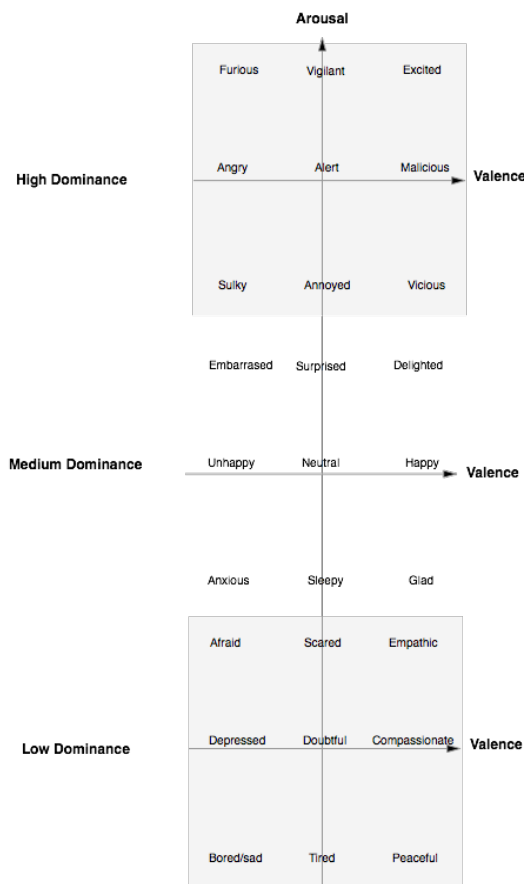 Arousal
Furious Vigilant Excited
High Dominance Angry Alert Malicious Valence
Sulky Annoyed Vicious
Embarrased Surprised Delighted
Medium Dominance Unhappy Neutral Happy Valence
Anxious Sleepy Glad
Afraid Scared Empathic
Low Dominance Depressed Doubtful Compassionate Valence
Bored/sad Tired Peaceful